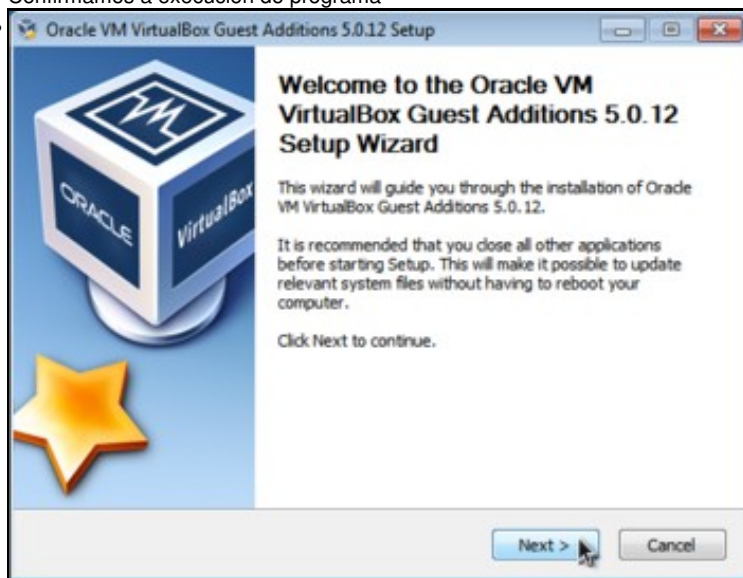 Confirmamos a execución do programa
Oracle VM VirtualBox Guest Additions 5.0.12 Setup
Welcome to the Oracle VM
VirtualBox Guest Additions 5.0.12
Setup Wizard
This wizard will guide you through the installation of Oracle
VM VirtualBox Guest Additions 5.0.12.
It is recommended that you close all other applications
before starting Setup. This will make it possible to update
relevant system files without having to reboot your
computer.
Click Next to continue.
ORACLE
VirtualBox
Next >
Cancel